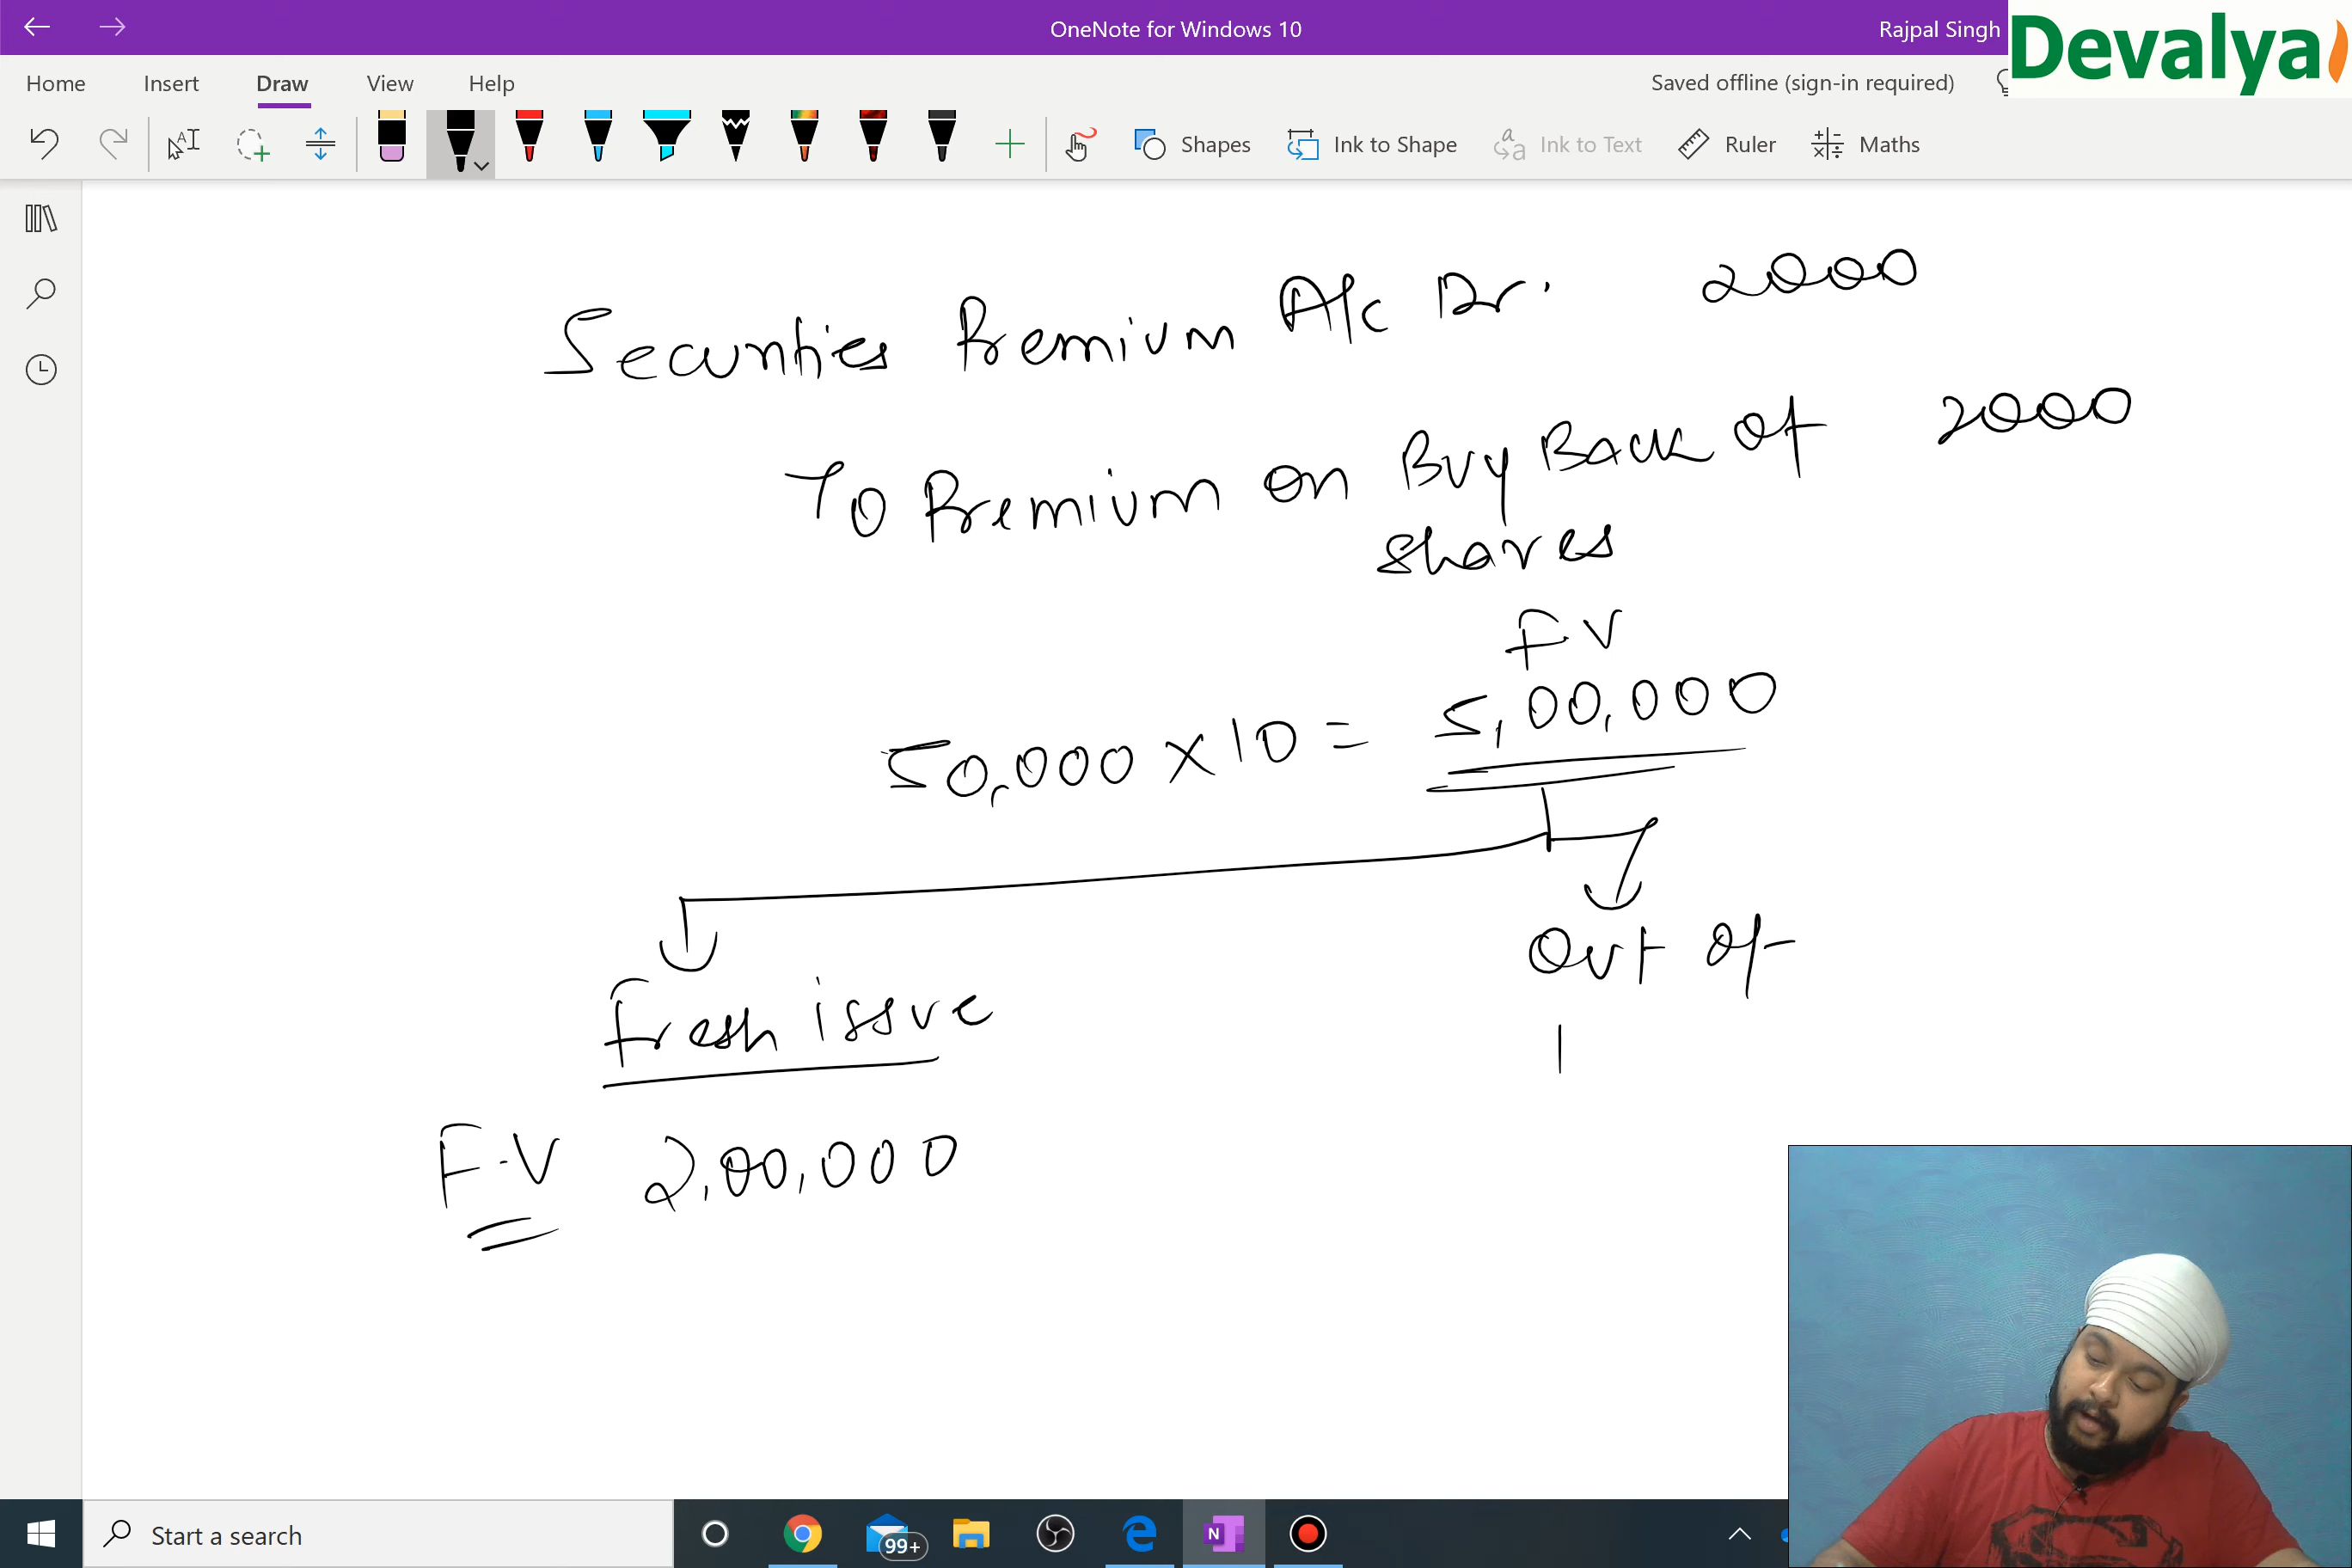 OneNote for Windows 10
Rajpal Singh
Devalya
Home Insert Draw View Help
Saved offline (sign-in required)
Shapes Ink to Shape Ink to Text Ruler Maths
Securities Premium A/c Dr. 2000
To Premium on Buy Back of 2000
shares
FV
50,000 × 10 = 5,00,000
Fresh issue
Out of
F.V 2,00,000
Start a search
99+